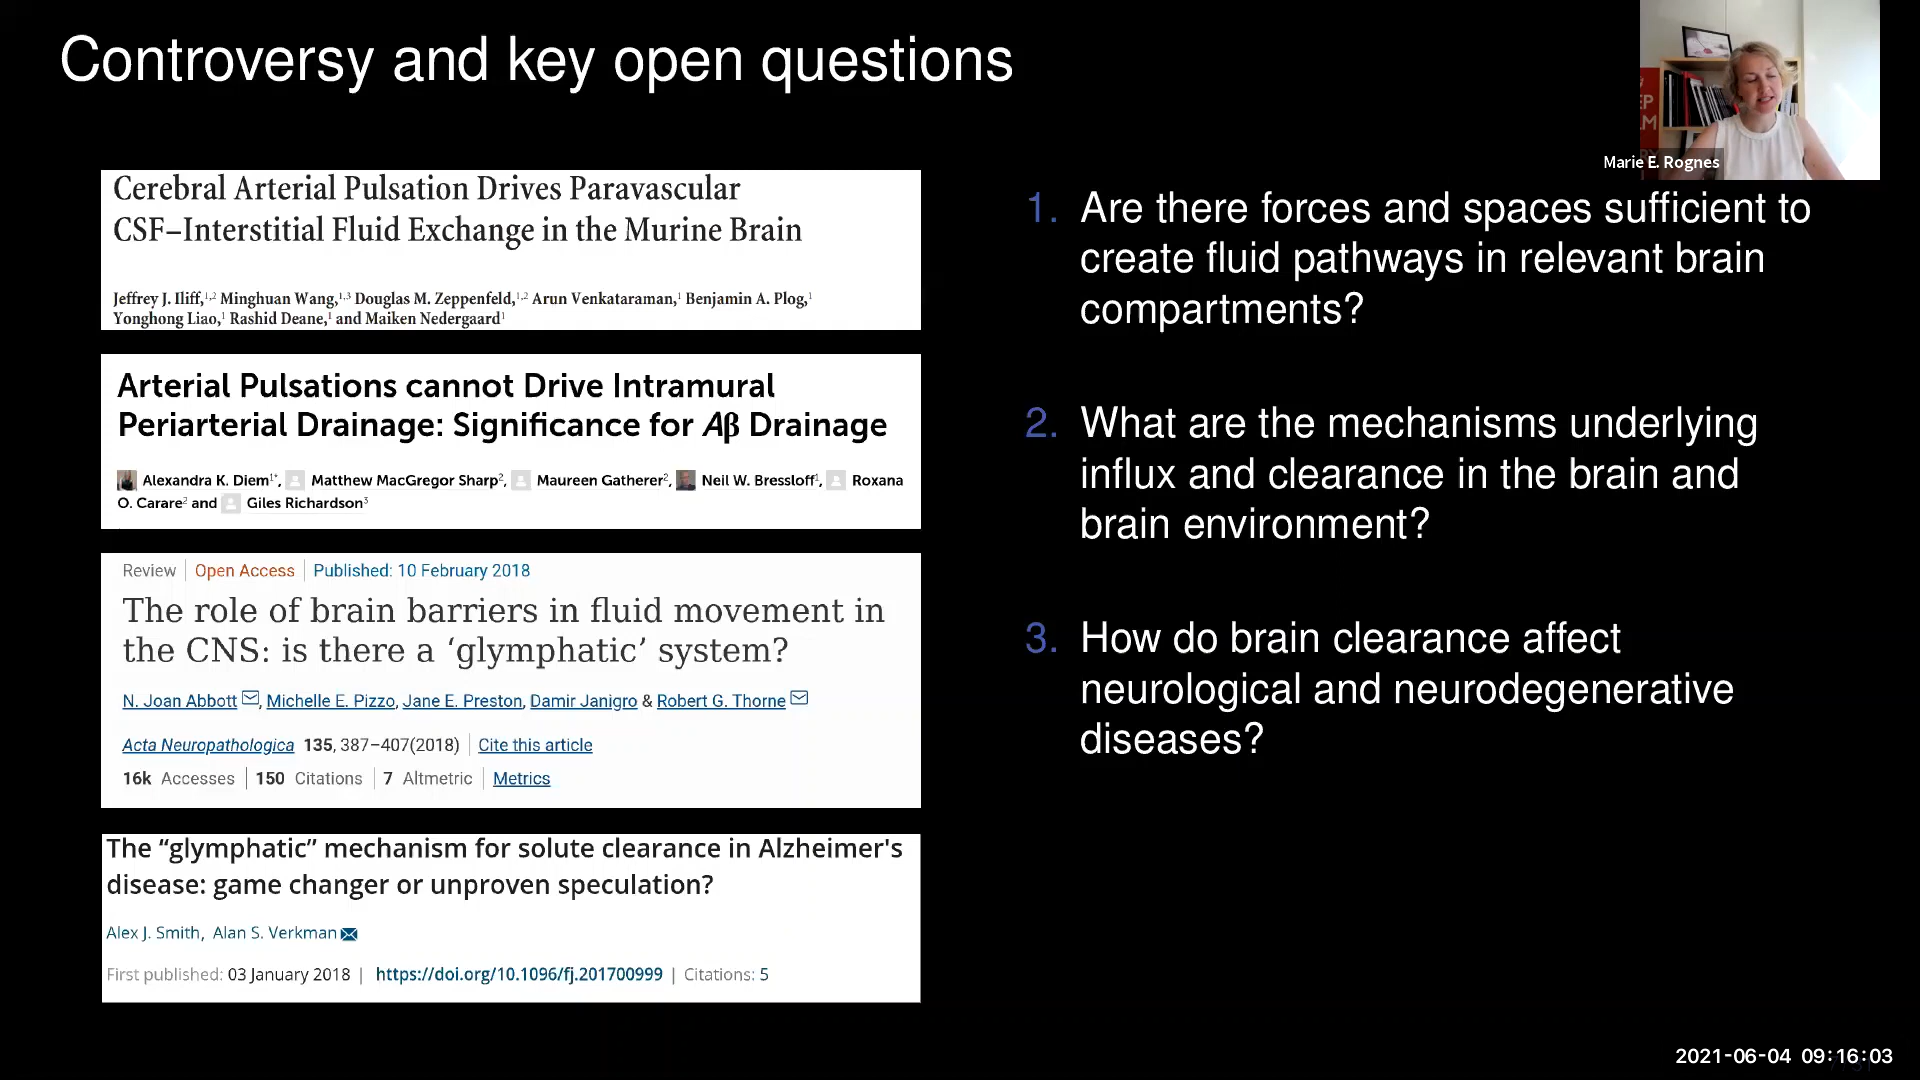 Controversy and key open questions
Marie E. Rognes
Cerebral Arterial Pulsation Drives Paravascular
CSF–Interstitial Fluid Exchange in the Murine Brain
Jeffrey J. Iliff,1,2 Minghuan Wang,1,3 Douglas M. Zeppenfeld,1,2 Arun Venkataraman,1 Benjamin A. Plog,1
Yonghong Liao,1 Rashid Deane,1 and Maiken Nedergaard1
Arterial Pulsations cannot Drive Intramural
Periarterial Drainage: Significance for Aβ Drainage
Alexandra K. Diem1*, Matthew MacGregor Sharp2, Maureen Gatherer2, Neil W. Bressloff1, Roxana
O. Carare2 and Giles Richardson3
Review | Open Access | Published: 10 February 2018
The role of brain barriers in fluid movement in
the CNS: is there a ‘glymphatic’ system?
N. Joan Abbott, Michelle E. Pizzo, Jane E. Preston, Damir Janigro & Robert G. Thorne
Acta Neuropathologica 135, 387–407(2018) | Cite this article
16k Accesses | 150 Citations | 7 Altmetric | Metrics
The “glymphatic” mechanism for solute clearance in Alzheimer's
disease: game changer or unproven speculation?
Alex J. Smith, Alan S. Verkman
First published: 03 January 2018 | https://doi.org/10.1096/fj.201700999 | Citations: 5
1. Are there forces and spaces sufficient to
create fluid pathways in relevant brain
compartments?
2. What are the mechanisms underlying
influx and clearance in the brain and
brain environment?
3. How do brain clearance affect
neurological and neurodegenerative
diseases?
2021-06-04 09:16:03